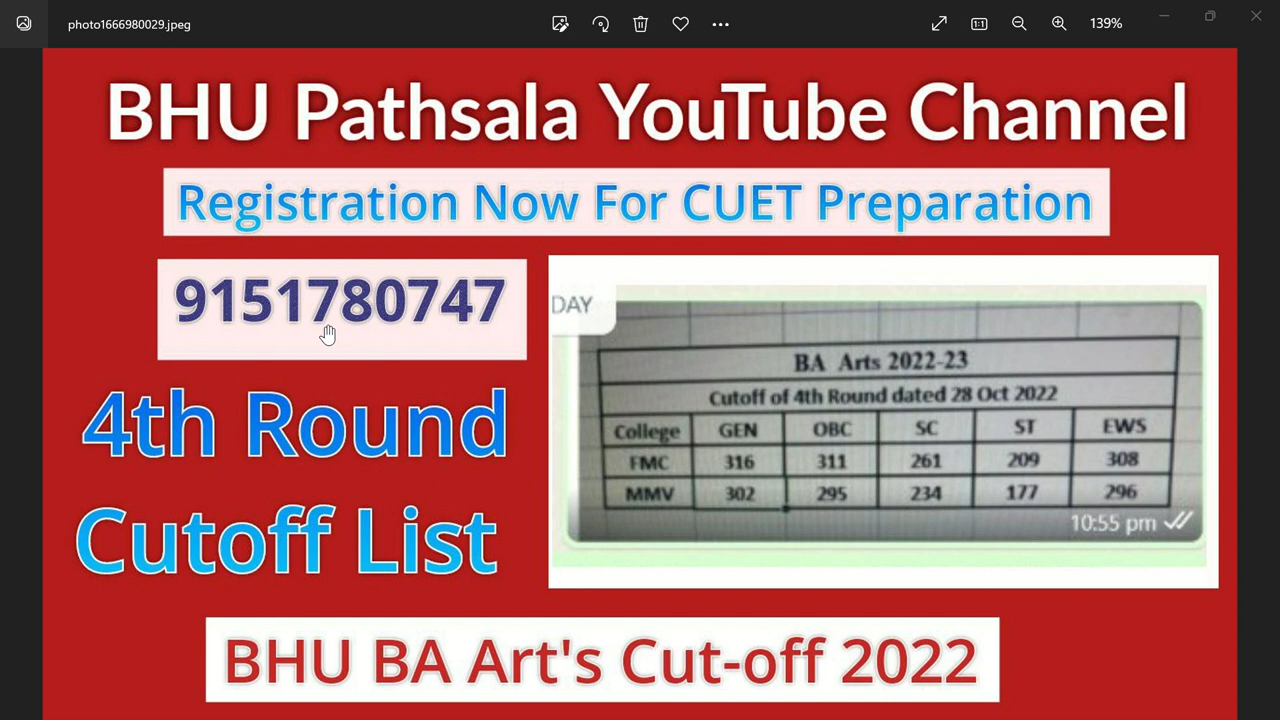 photo1666980029.jpeg
139%
BHU Pathsala YouTube Channel
Registration Now For CUET Preparation
9151780747
4th Round
Cutoff List
DAY
BA Arts 2022-23
Cutoff of 4th Round dated 28 Oct 2022
College GEN OBC SC ST EWS
FMC 316 311 261 209 308
MMV 302 295 234 177 296
10:55 pm
BHU BA Art's Cut-off 2022